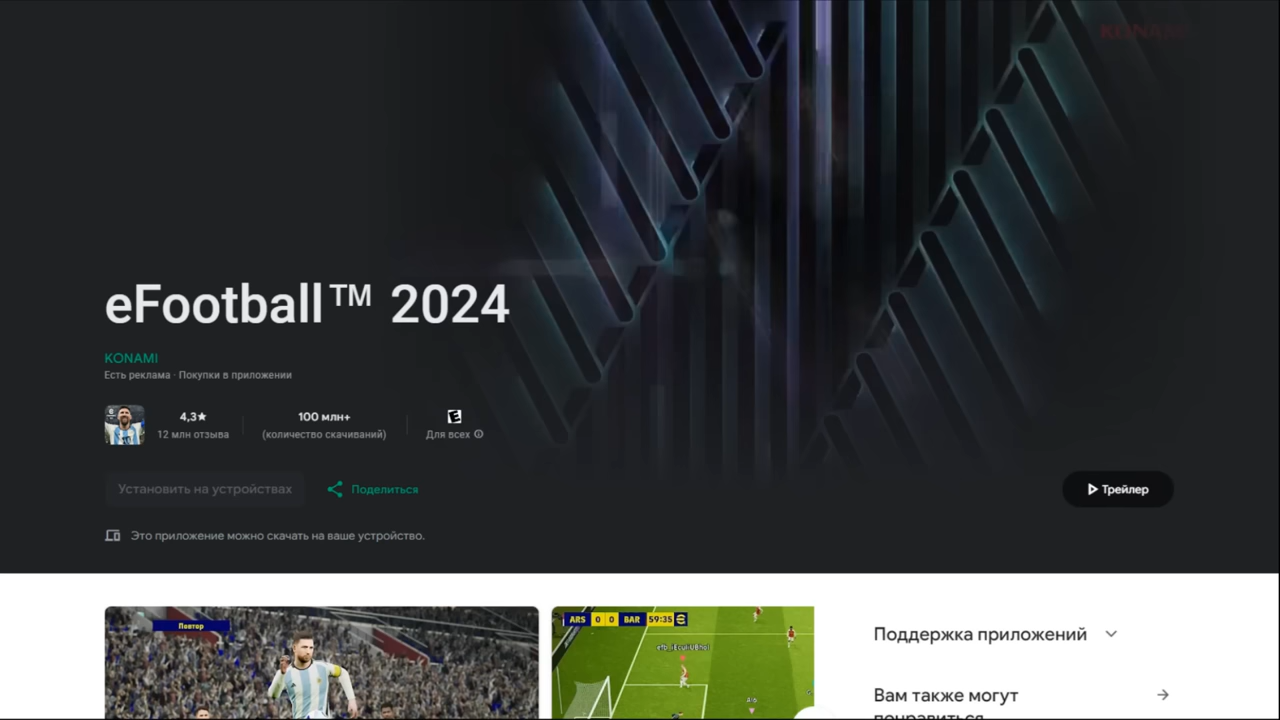 KONAMI
eFootball™ 2024
KONAMI
Есть реклама · Покупки в приложении
4,3★
12 млн отзыва
100 млн+
(количество скачиваний)
E
Для всех
Установить на устройствах
Поделиться
Трейлер
Это приложение можно скачать на ваше устройство.
Повтор
ARS 0 0 BAR 59:35
Поддержка приложений
Вам также могут
понравиться